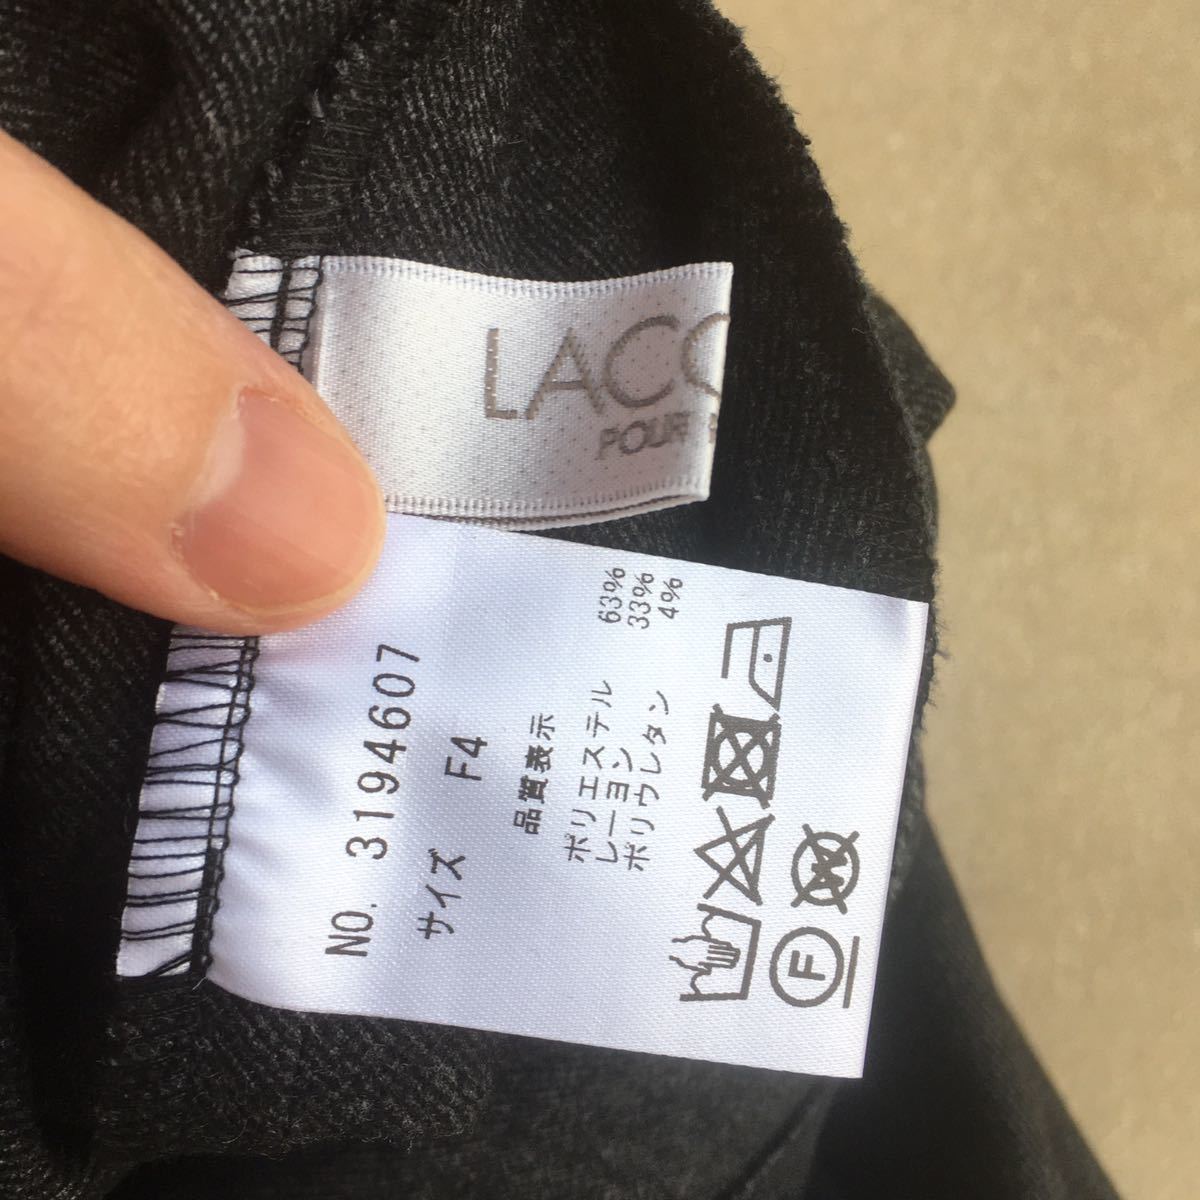 LACO
POUR
NO. 3194607
サイズ F4
品質表示
ポリエステル 63%
レーヨン 33%
ポリウレタン 4%
F
W